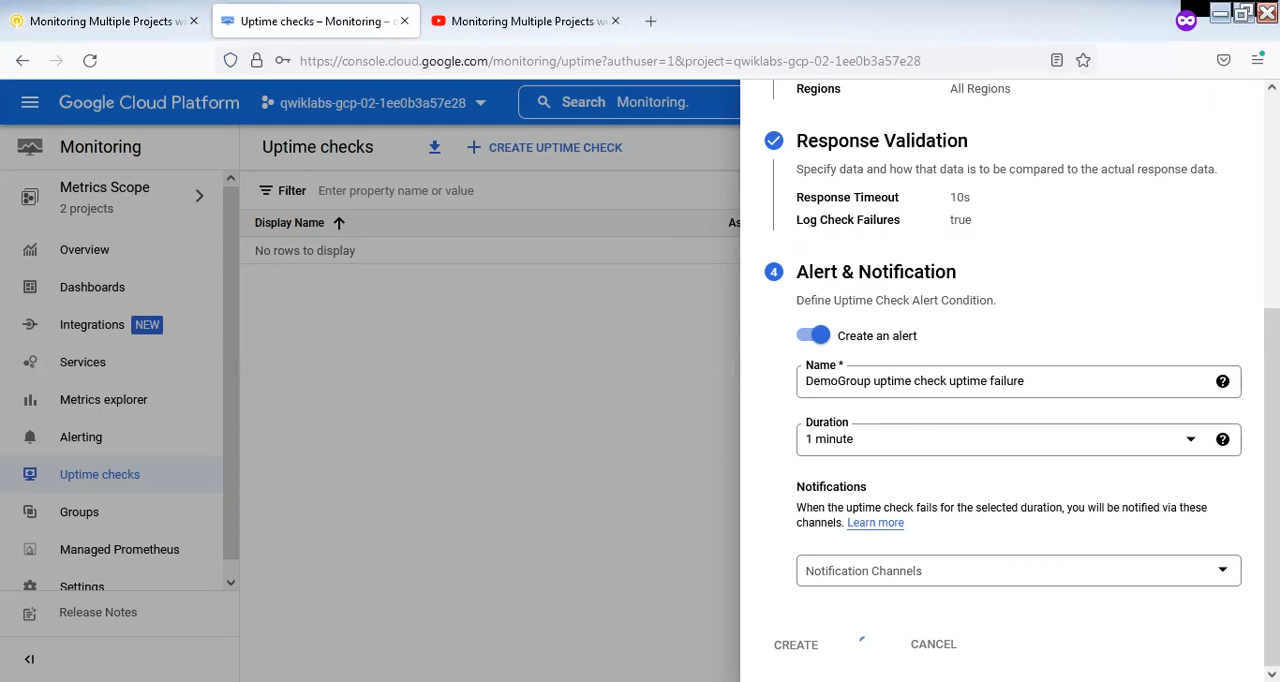 Monitoring Multiple Projects wi
Uptime checks – Monitoring –
Monitoring Multiple Projects w
https://console.cloud.google.com/monitoring/uptime?authuser=1&project=qwiklabs-gcp-02-1ee0b3a57e28
Google Cloud Platform
qwiklabs-gcp-02-1ee0b3a57e28
Search Monitoring.
Monitoring
Metrics Scope
2 projects
Overview
Dashboards
Integrations NEW
Services
Metrics explorer
Alerting
Uptime checks
Groups
Managed Prometheus
Settings
Release Notes
Uptime checks
CREATE UPTIME CHECK
Filter Enter property name or value
Display Name
As
No rows to display
Regions All Regions
Response Validation
Specify data and how that data is to be compared to the actual response data.
Response Timeout 10s
Log Check Failures true
4 Alert & Notification
Define Uptime Check Alert Condition.
Create an alert
Name *
DemoGroup uptime check uptime failure
Duration
1 minute
Notifications
When the uptime check fails for the selected duration, you will be notified via these
channels. Learn more
Notification Channels
CREATE CANCEL